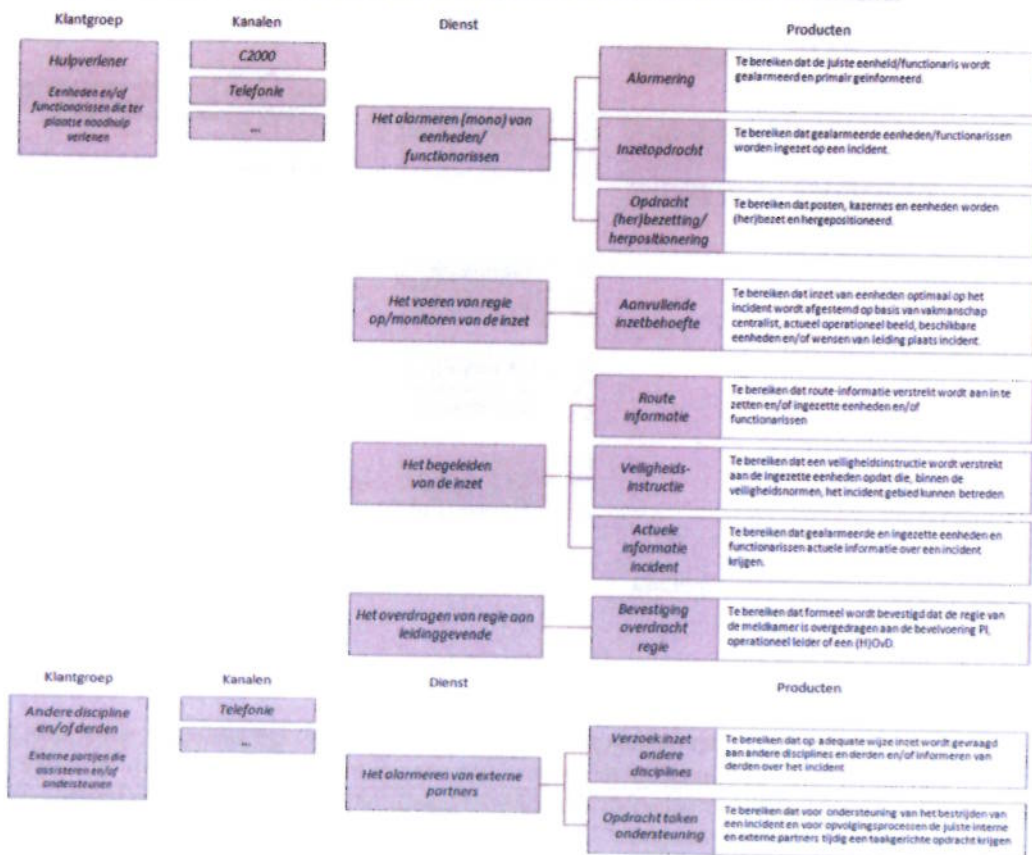 Klantgroep
Kanalen
Dienst
Producten
Hulpverlener
Eenheden en/of
functionarissen die ter
plaatse noodhulp
verlenen
C2000
Telefonie
...
Het alarmeren (mono) van
eenheden/
functionarissen
Alarmering
Te bereiken dat de juiste eenheid/functionaris wordt
gealarmeerd en primair geïnformeerd.
Inzetopdracht
Te bereiken dat gealarmeerde eenheden/functionarissen
worden ingezet op een incident.
Opdracht
(her)bezetting/
herpositionering
Te bereiken dat posten, kazernes en eenheden worden
(her)bezet en hergepositioneerd.
Het voeren van regie
op/monitoren van de inzet
Aanvullende
inzetbehoefte
Te bereiken dat inzet van eenheden optimaal op het
incident wordt afgestemd op basis van vakmanschap
centralist, actueel operationeel beeld, beschikbare
eenheden en/of wensen van leiding plaats incident.
Het begeleiden
van de inzet
Route
informatie
Te bereiken dat route-informatie verstrekt wordt aan in te
zetten en/of ingezette eenheden en/of
functionarissen
Veiligheids-
instructie
Te bereiken dat een veiligheidsinstructie wordt verstrekt
aan de ingezette eenheden opdat die, binnen de
veiligheidsnormen, het incident gebied kunnen betreden.
Actuele
informatie
incident
Te bereiken dat gealarmeerde en ingezette eenheden en
functionarissen actuele informatie over een incident
krijgen.
Het overdragen van regie aan
leidinggevende
Bevestiging
overdracht
regie
Te bereiken dat formeel wordt bevestigd dat de regie van
de meldkamer is overgedragen aan de bevelvoering PI,
operationeel leider of een (H)OvD.
Klantgroep
Kanalen
Dienst
Producten
Andere discipline
en/of derden
Externe partijen die
assisteren en/of
ondersteunen
Telefonie
...
Het alarmeren van externe
partners
Verzoek inzet
andere
disciplines
Te bereiken dat op adequate wijze inzet wordt gevraagd
aan andere disciplines en derden en/of informeren van
derden over het incident
Opdracht taken
ondersteuning
Te bereiken dat voor ondersteuning van het bestrijden van
een incident en voor opvolgingsprocessen de juiste interne
en externe partners tijdig een taakgerichte opdracht krijgen